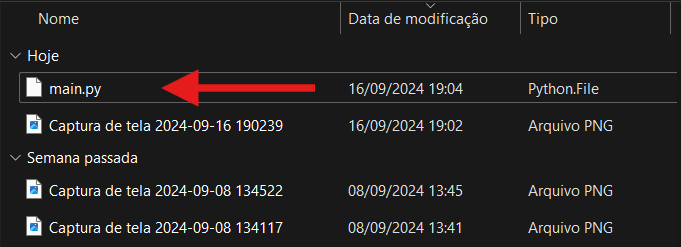 Nome Data de modificação Tipo
Hoje
main.py 16/09/2024 19:04 Python.File
Captura de tela 2024-09-16 190239 16/09/2024 19:02 Arquivo PNG
Semana passada
Captura de tela 2024-09-08 134522 08/09/2024 13:45 Arquivo PNG
Captura de tela 2024-09-08 134117 08/09/2024 13:41 Arquivo PNG